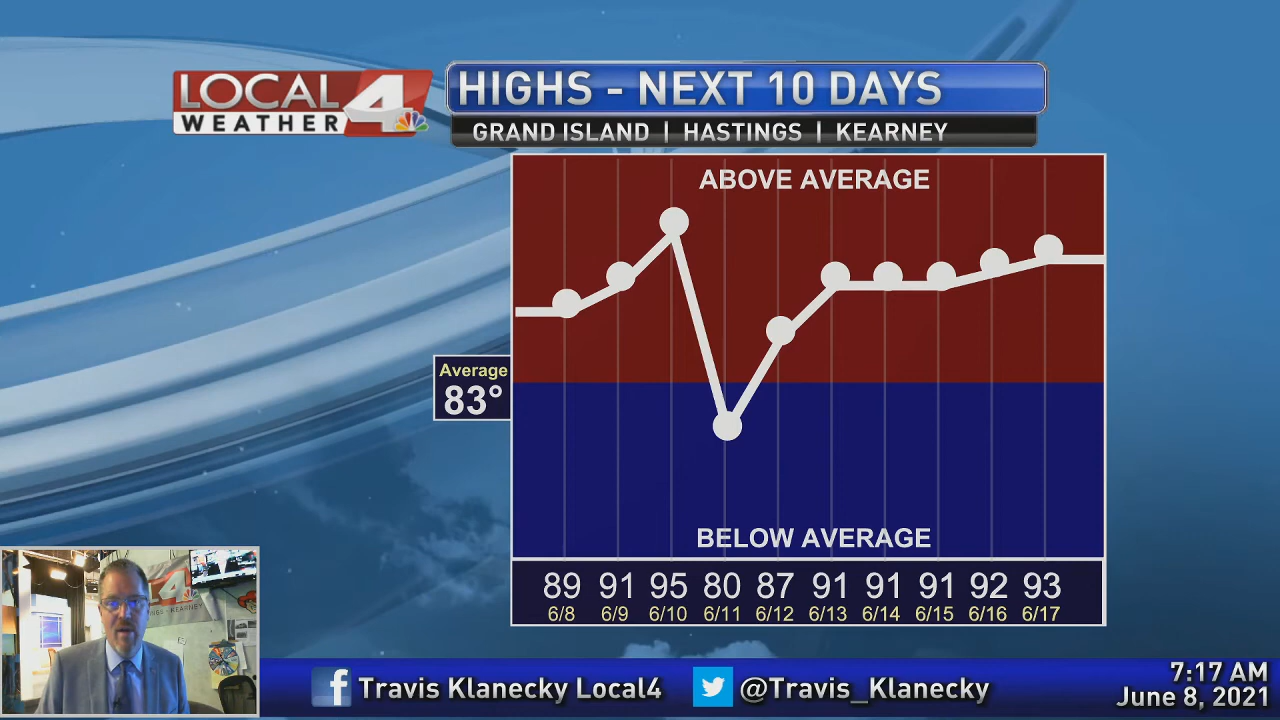 LOCAL 4
WEATHER
HIGHS - NEXT 10 DAYS
GRAND ISLAND | HASTINGS | KEARNEY
ABOVE AVERAGE
Average
83°
BELOW AVERAGE
89 91 95 80 87 91 91 91 92 93
6/8 6/9 6/10 6/11 6/12 6/13 6/14 6/15 6/16 6/17
4
KEARNEY
f Travis Klanecky Local4 @Travis_Klanecky
7:17 AM
June 8, 2021